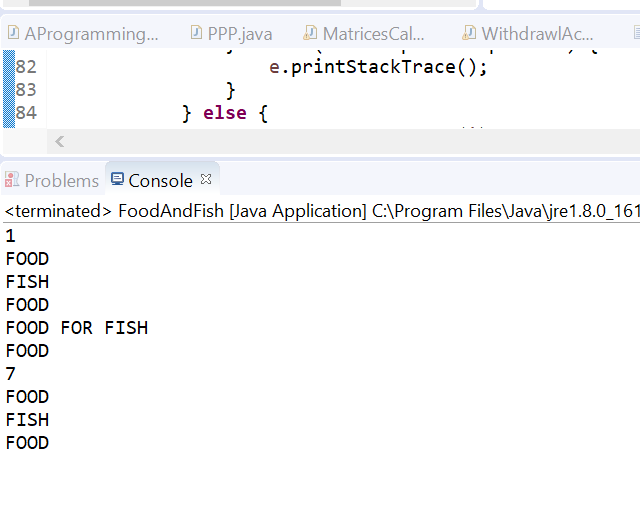 AProgramming... PPP.java MatricesCal... WithdrawlAc...
82 e.printStackTrace();
83 }
84 } else {
Problems Console
<terminated> FoodAndFish [Java Application] C:\Program Files\Java\jre1.8.0_161
1
FOOD
FISH
FOOD
FOOD FOR FISH
FOOD
7
FOOD
FISH
FOOD